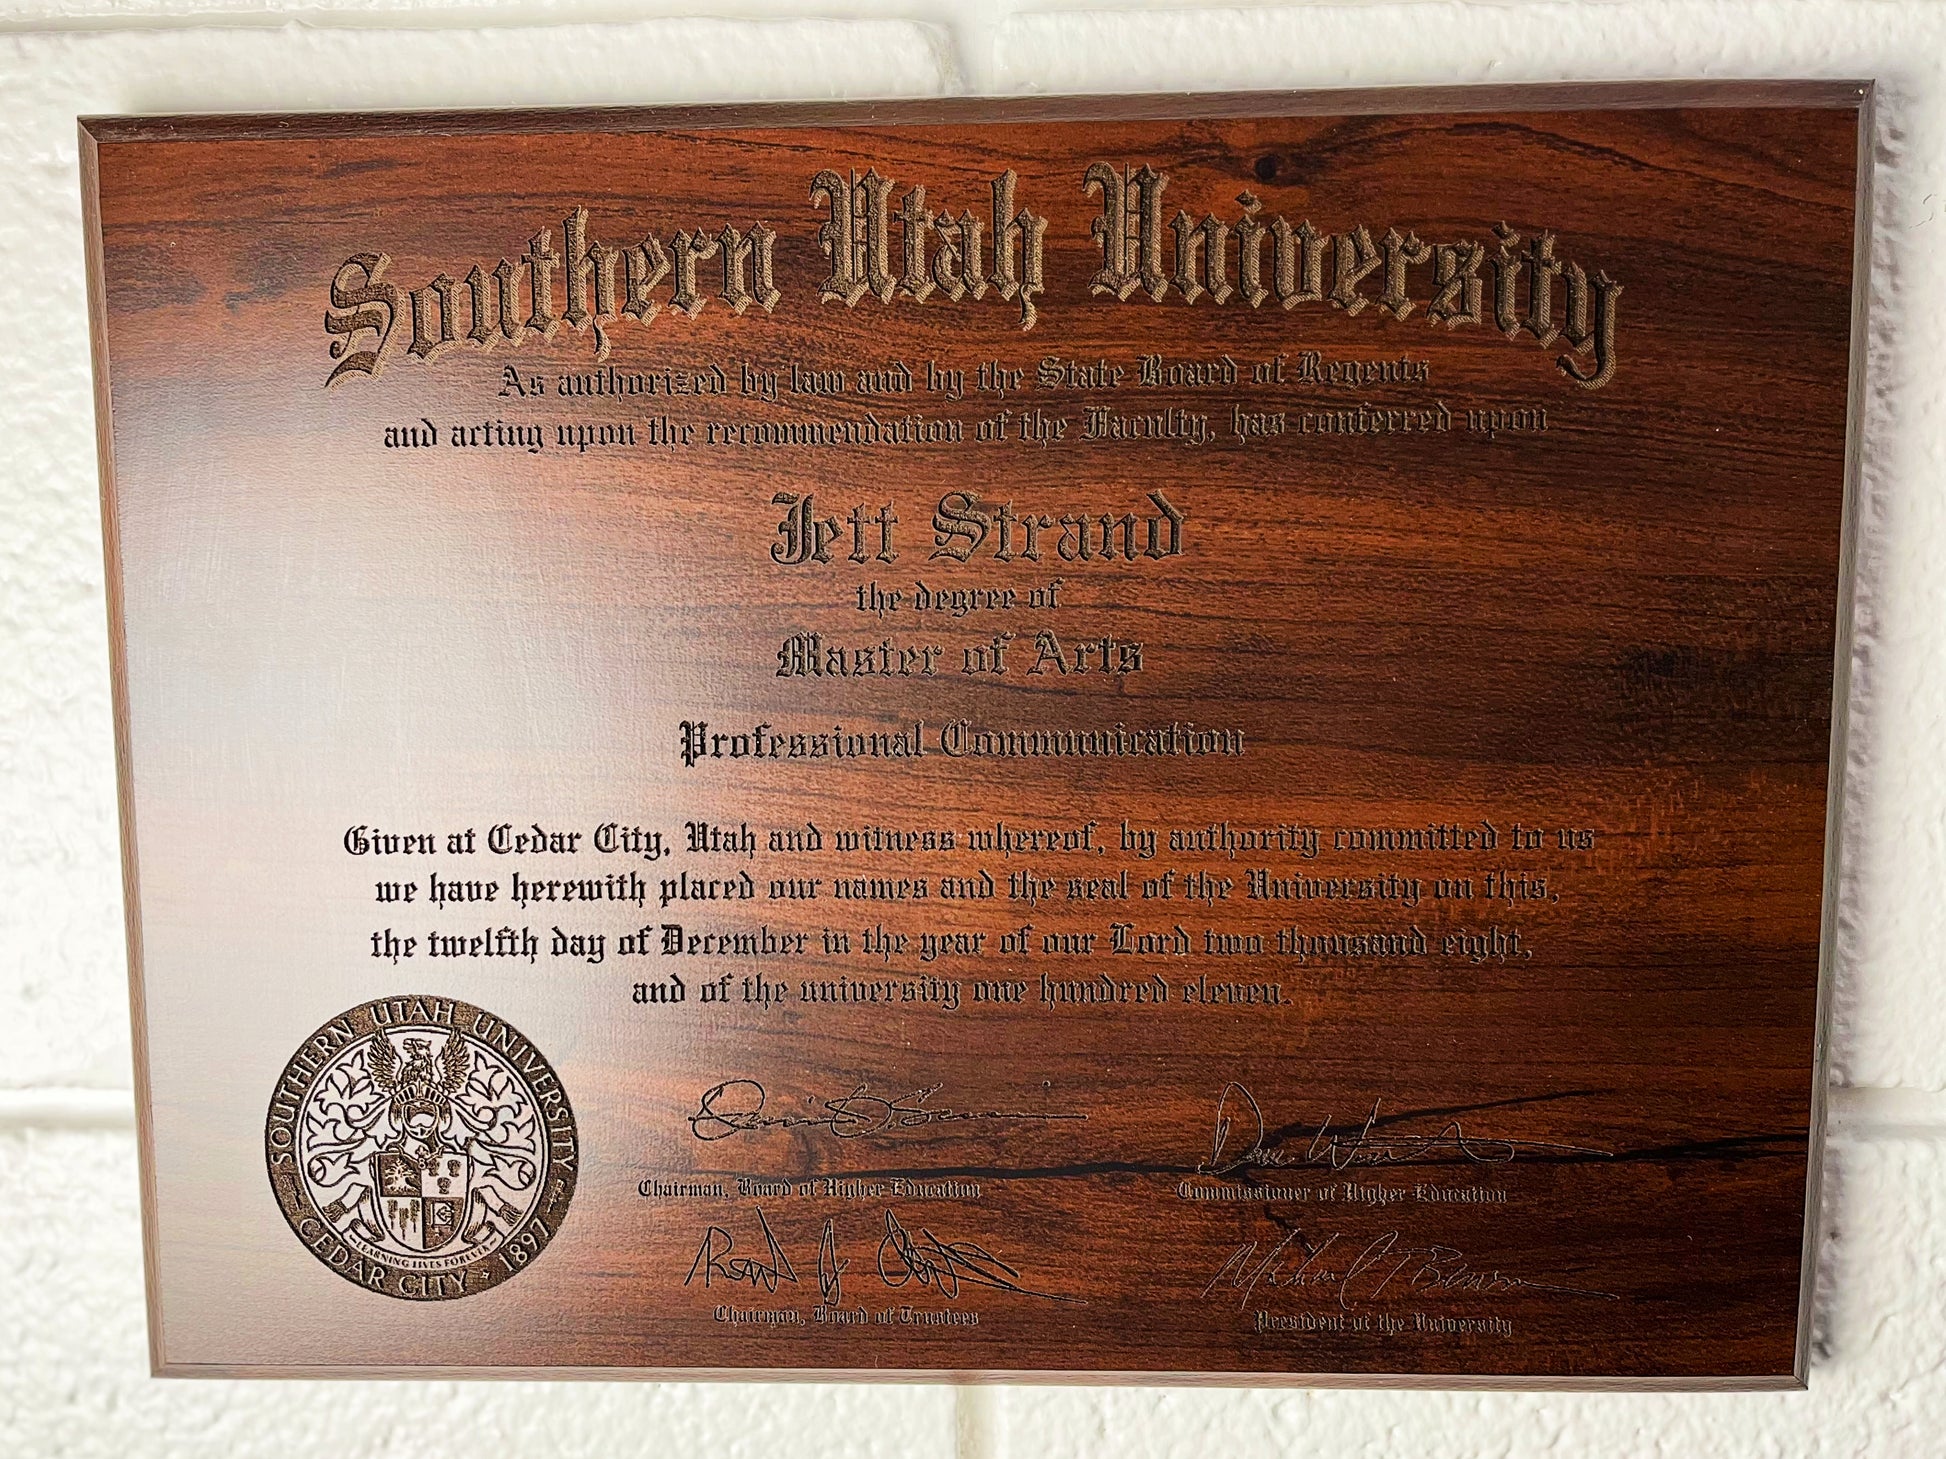 Southern Utah University
As authorized by law and by the State Board of Regents
and acting upon the recommendation of the Faculty, has conferred upon
Jett Strand
the degree of
Master of Arts
Professional Communication
Given at Cedar City, Utah and witness whereof, by authority committed to us
we have herewith placed our names and the seal of the University on this,
the twelfth day of December in the year of our Lord two thousand eight,
and of the university one hundred eleven.
SOUTHERN UTAH UNIVERSITY
LEARNING LIVES FOREVER
CEDAR CITY · 1897
Chairman, Board of Higher Education
Commissioner of Higher Education
Michael T Benson
Chairman, Board of Trustees
President of the University